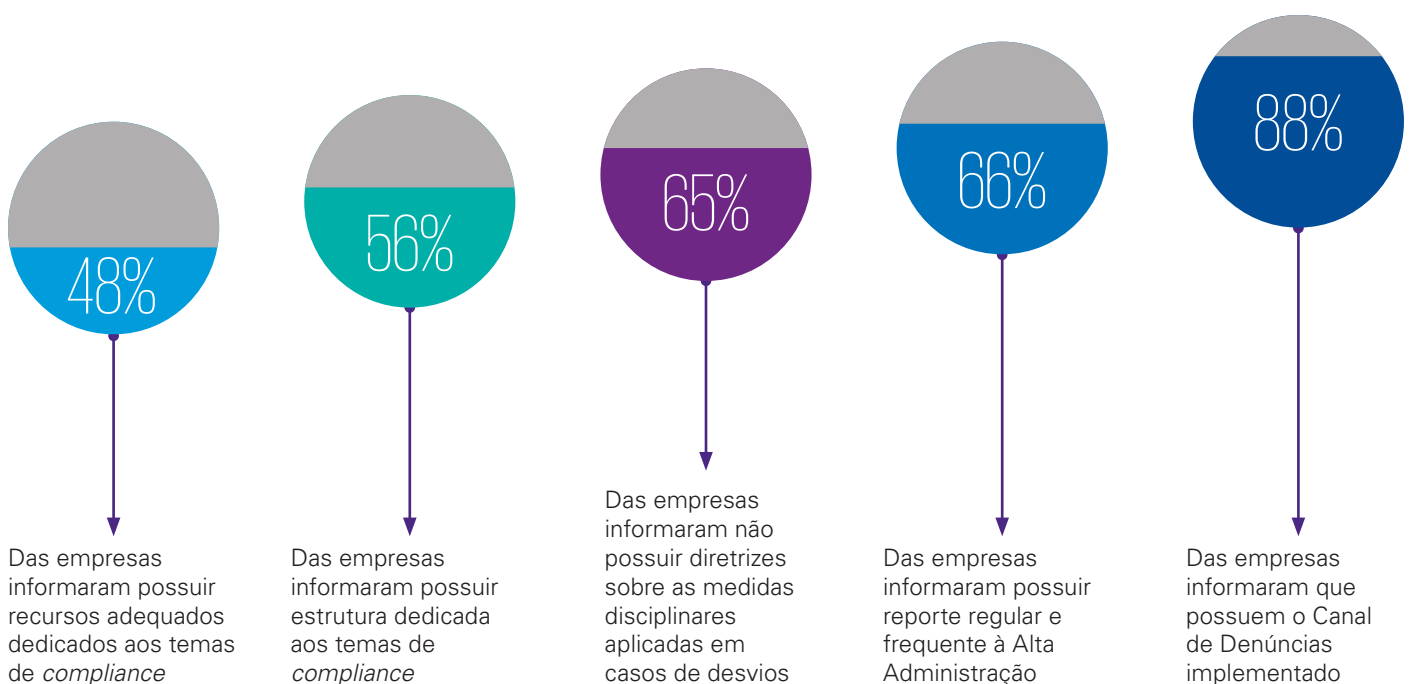 48%
Das empresas
informaram possuir
recursos adequados
dedicados aos temas
de compliance
56%
Das empresas
informaram possuir
estrutura dedicada
aos temas de
compliance
65%
Das empresas
informaram não
possuir diretrizes
sobre as medidas
disciplinares
aplicadas em
casos de desvios
66%
Das empresas
informaram possuir
reporte regular e
frequente à Alta
Administração
88%
Das empresas
informaram que
possuem o Canal
de Denúncias
implementado